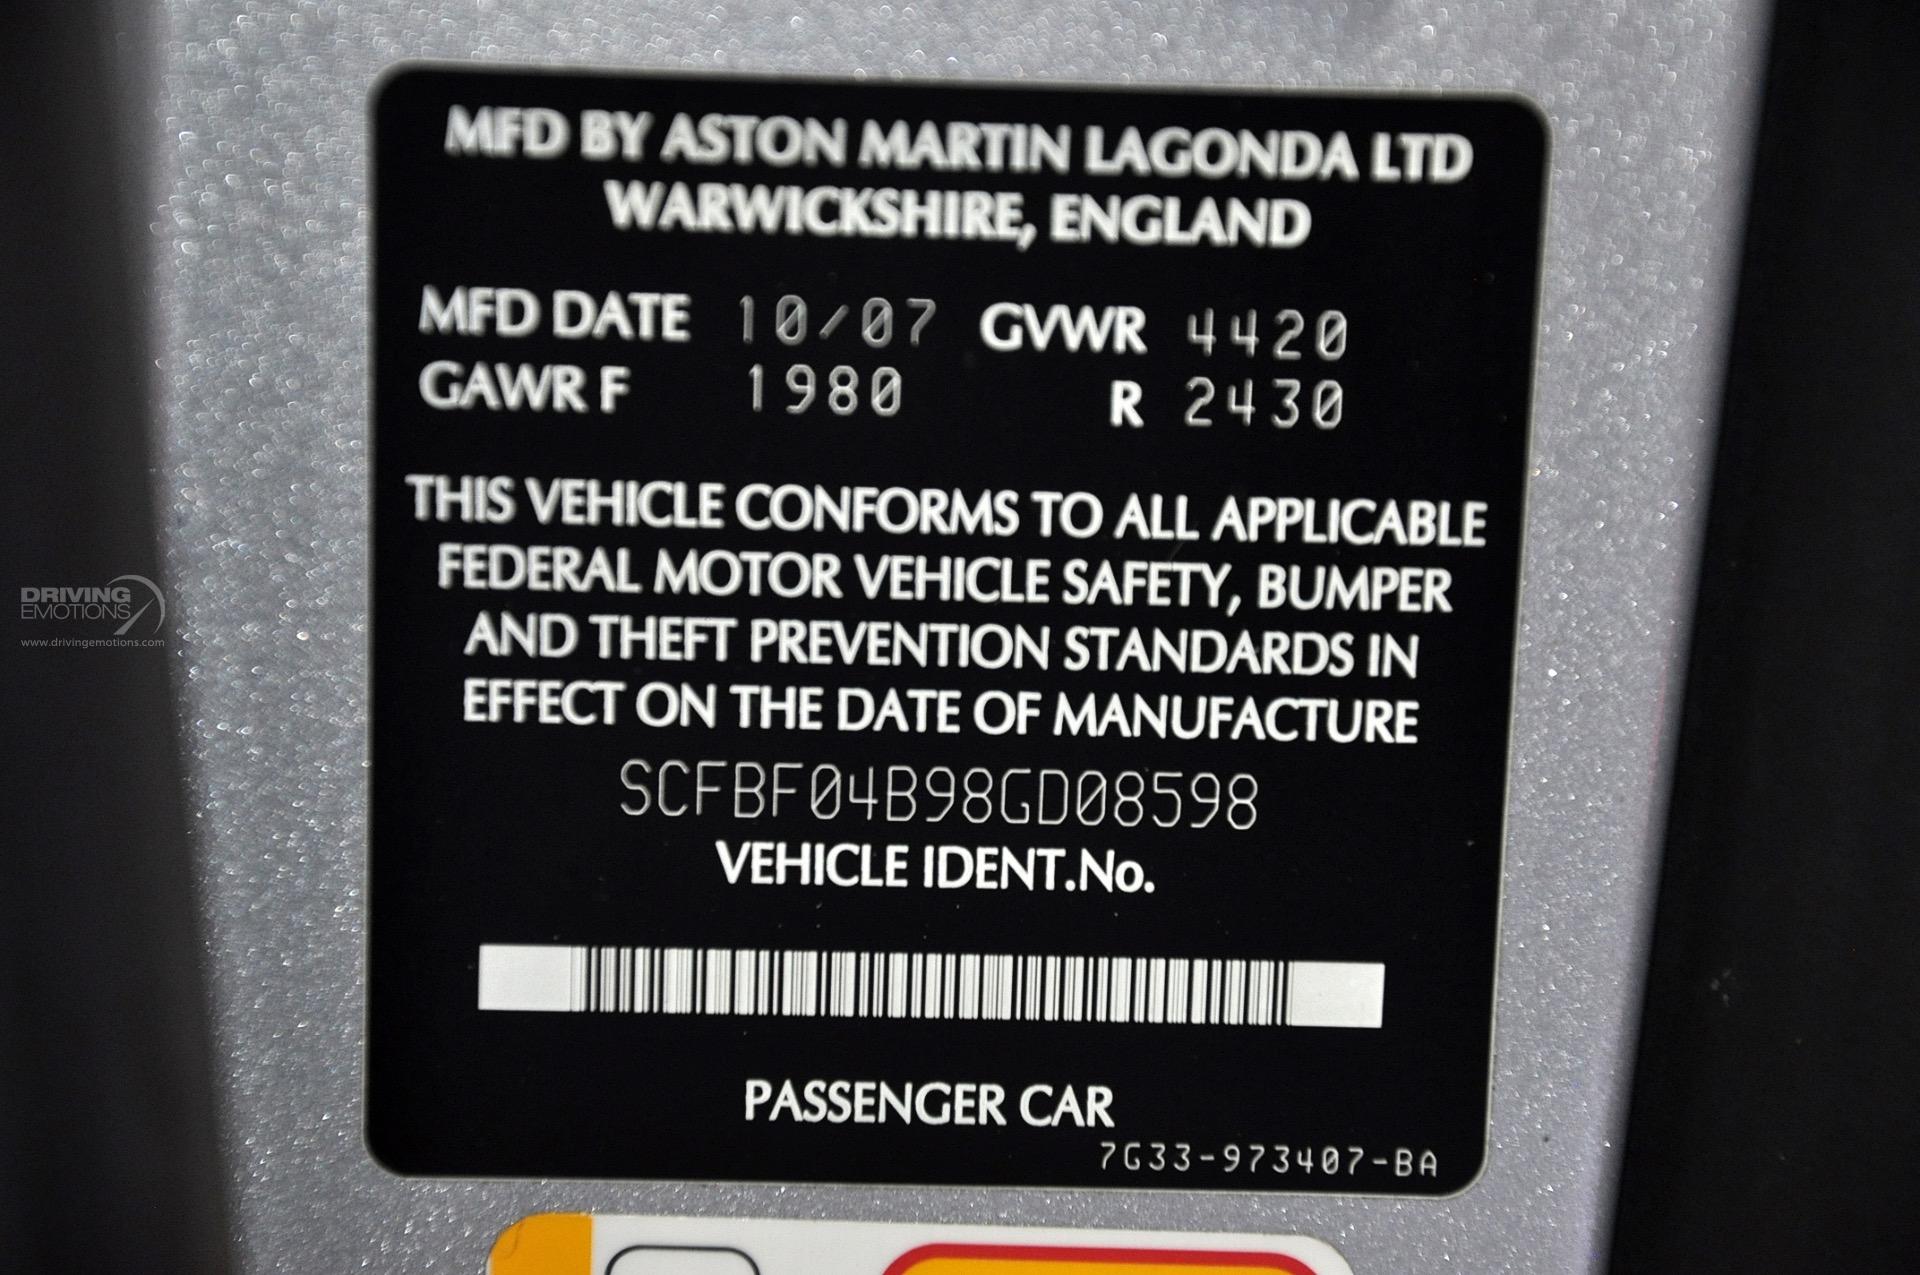 MFD BY ASTON MARTIN LAGONDA LTD
WARWICKSHIRE, ENGLAND
MFD DATE 10/07 GVWR 4420
GAWR F 1980 R 2430
THIS VEHICLE CONFORMS TO ALL APPLICABLE
FEDERAL MOTOR VEHICLE SAFETY, BUMPER
AND THEFT PREVENTION STANDARDS IN
EFFECT ON THE DATE OF MANUFACTURE
SCFBF04B98GD08598
VEHICLE IDENT.No.
PASSENGER CAR
7G33-973407-BA
DRIVING
EMOTIONS
www.drivingemotions.com